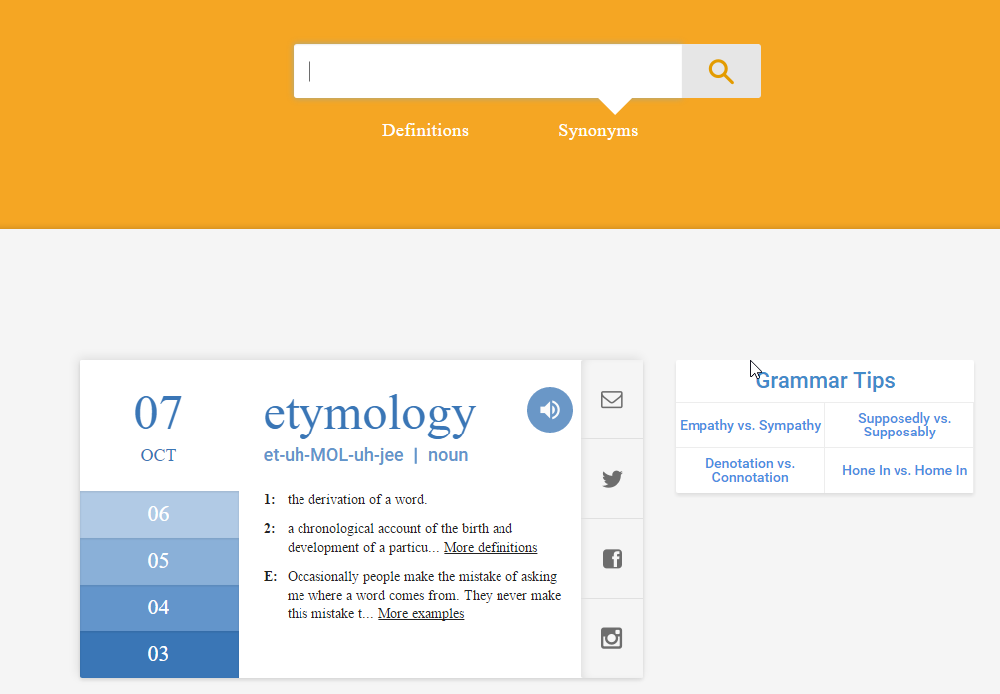 Definitions
Synonyms
07
OCT
06
05
04
03
etymology
et-uh-MOL-uh-jee | noun
1: the derivation of a word.
2: a chronological account of the birth and
development of a particu... More definitions
E: Occasionally people make the mistake of asking
me where a word comes from. They never make
this mistake t... More examples
Grammar Tips
Empathy vs. Sympathy
Supposedly vs.
Supposably
Denotation vs.
Connotation
Hone In vs. Home In